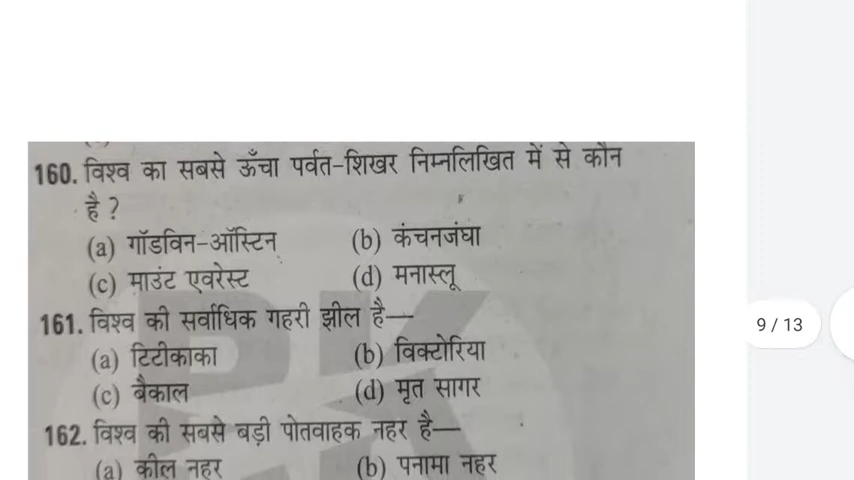 160. विश्व का सबसे ऊँचा पर्वत-शिखर निम्नलिखित में से कौन
है ?
(a) गॉडविन-ऑस्टिन (b) कंचनजंघा
(c) माउंट एवरेस्ट (d) मनास्लू
161. विश्व की सर्वाधिक गहरी झील है—
(a) टिटीकाका (b) विक्टोरिया
(c) बैकाल (d) मृत सागर
162. विश्व की सबसे बड़ी पोतवाहक नहर है—
(a) कील नहर (b) पनामा नहर
9 / 13